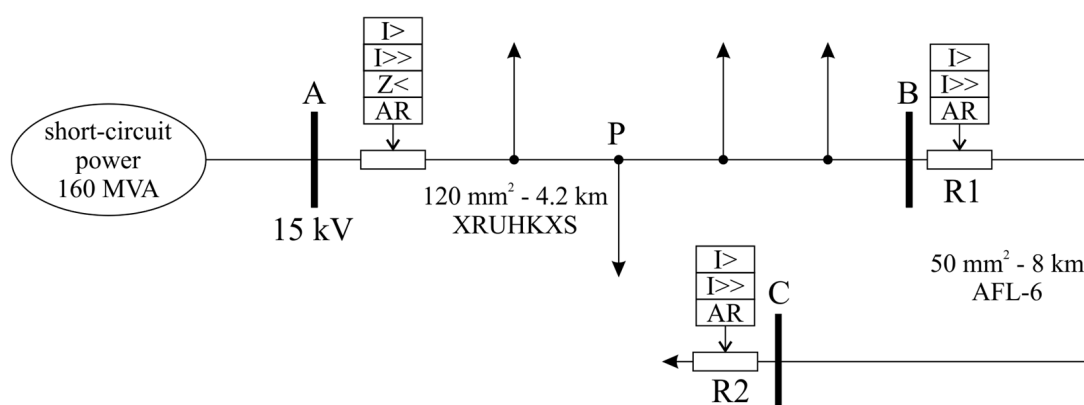 I>
I>>
Z<
AR
A
short-circuit
power
160 MVA
15 kV
P
120 mm² - 4.2 km
XRUHKXS
B
I>
I>>
AR
R1
50 mm² - 8 km
AFL-6
I>
I>>
AR
C
R2